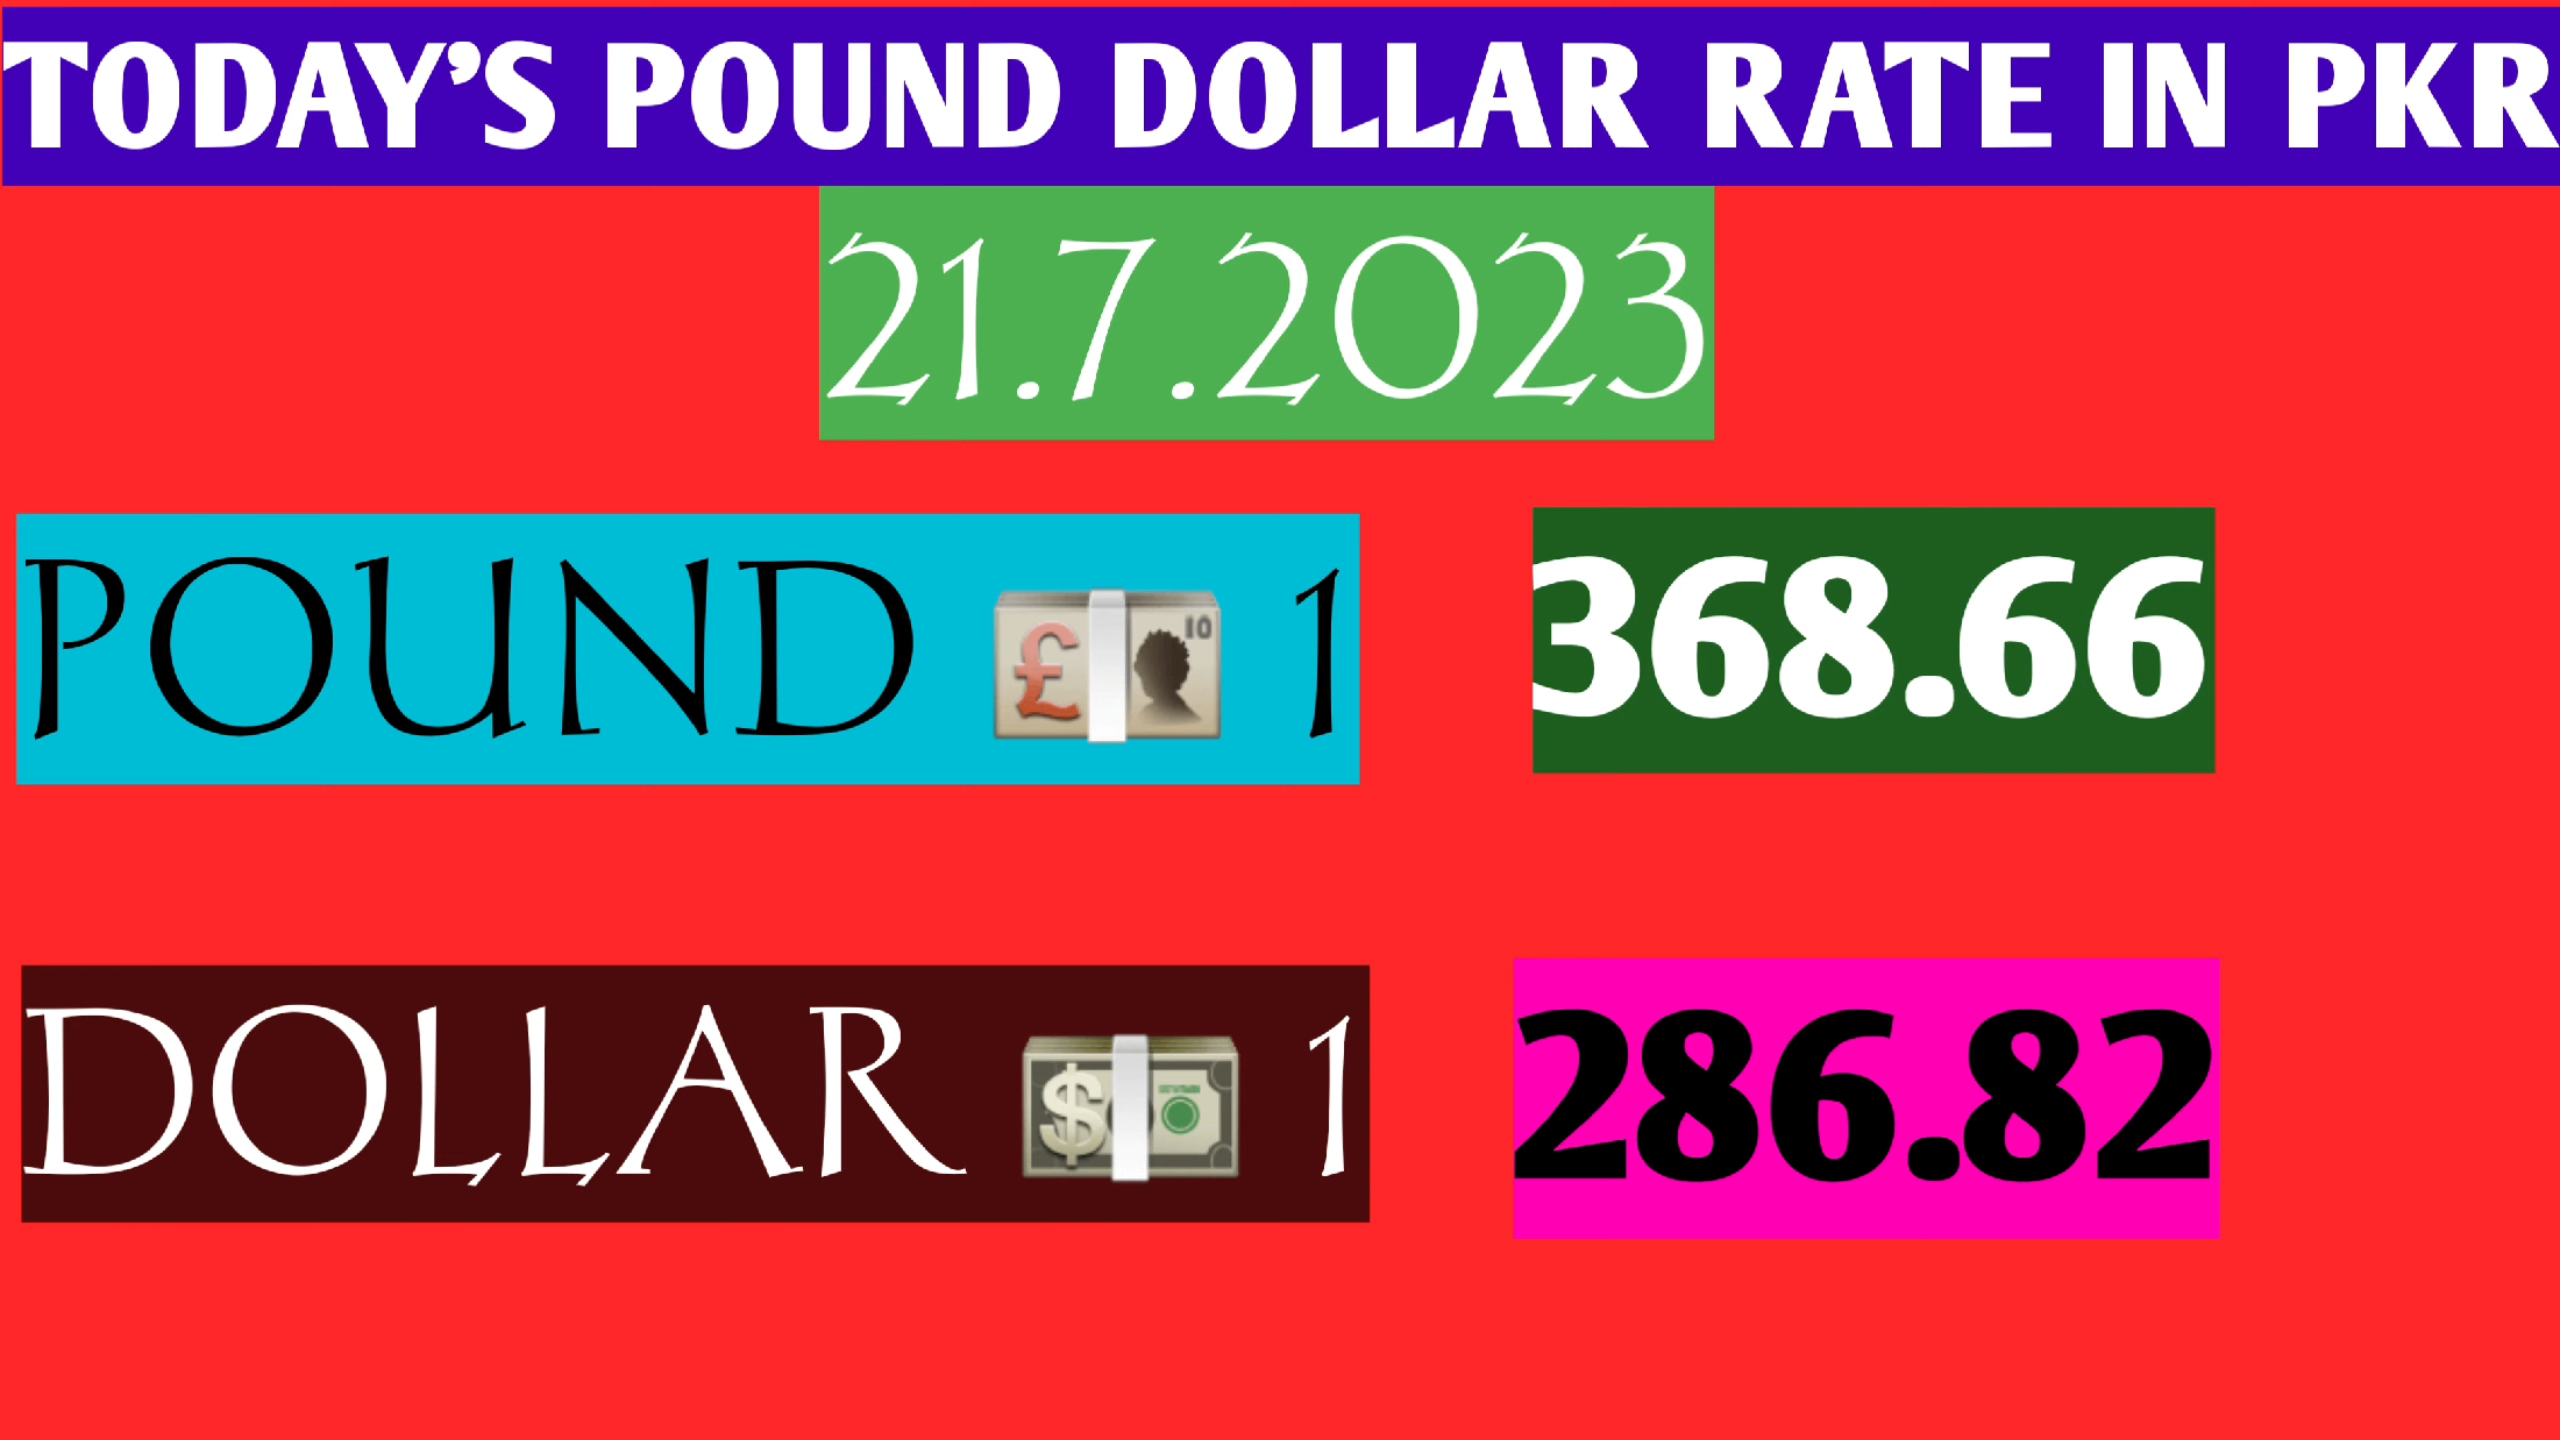 TODAY’S POUND DOLLAR RATE IN PKR
21.7.2023
POUND 💷 1 368.66
DOLLAR 💵 1 286.82